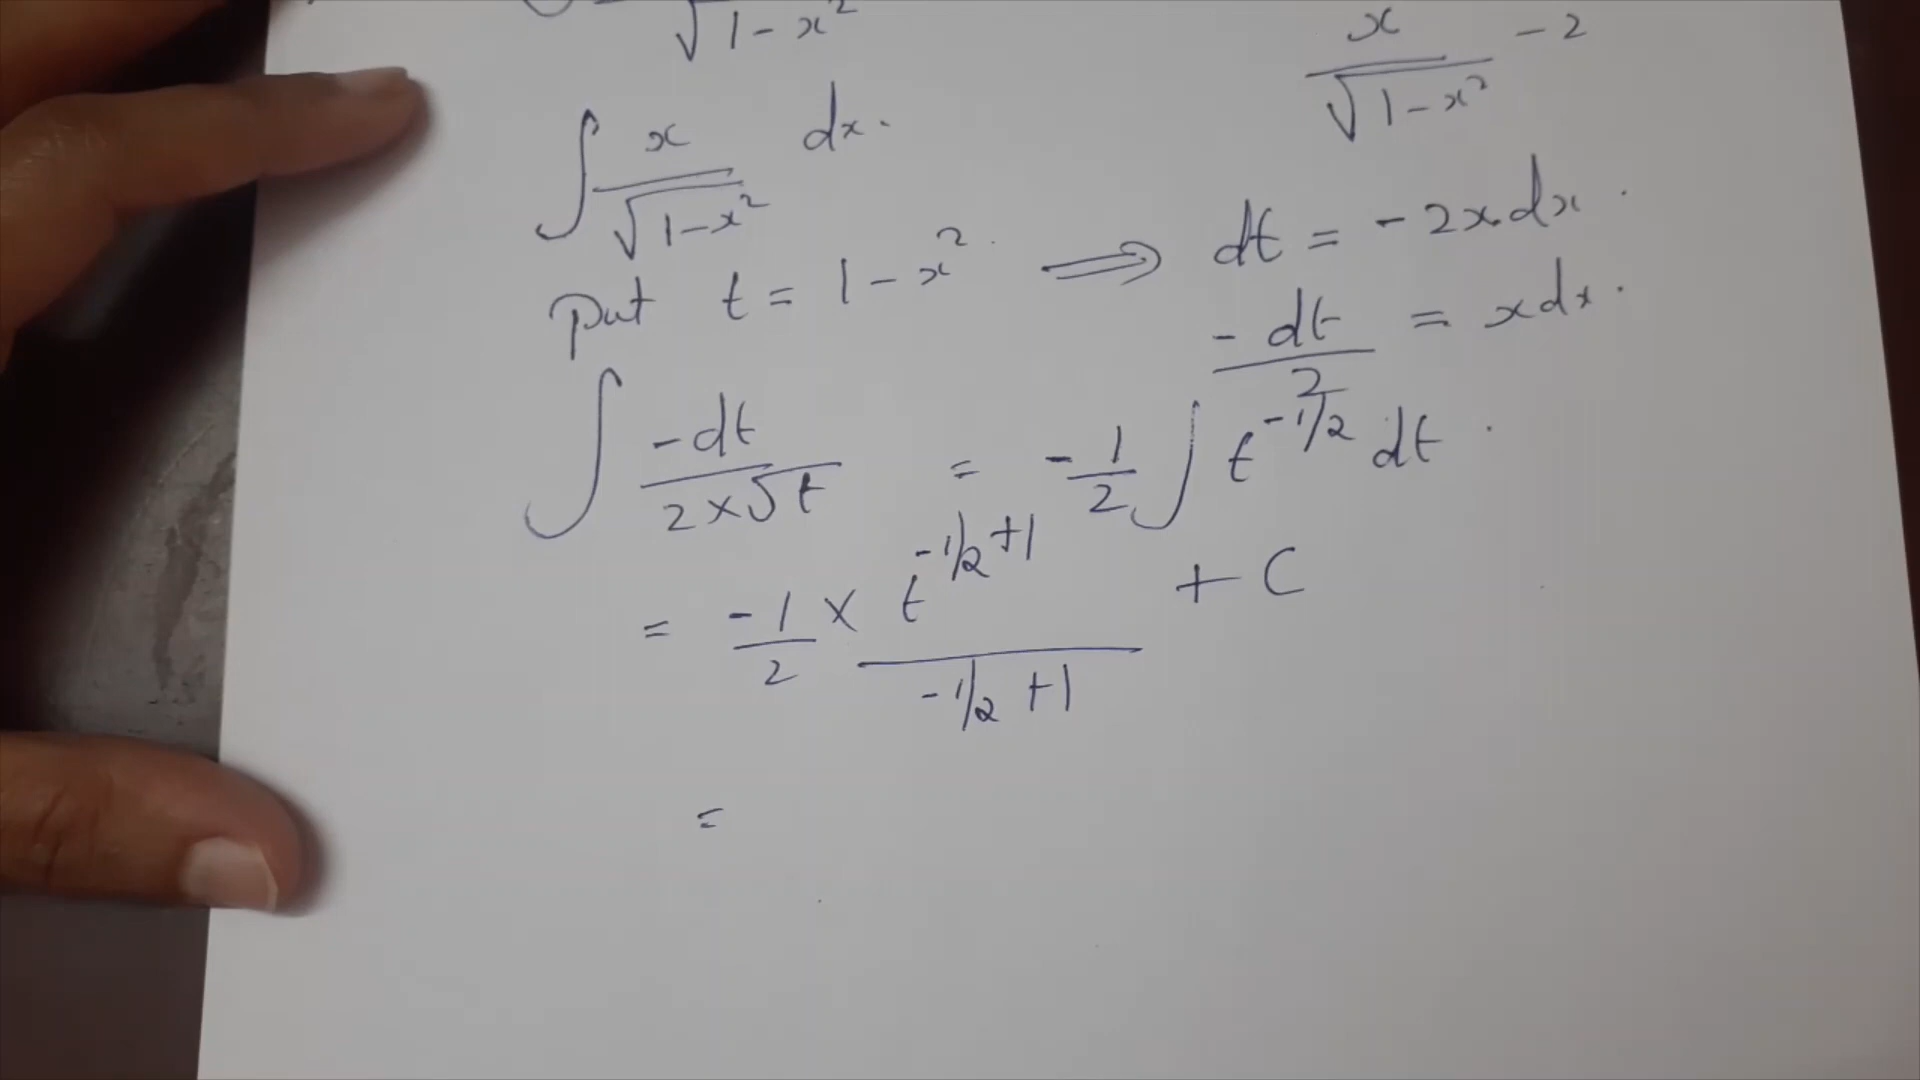 √1-x²
x/√1-x² - 2
∫ x/√1-x² dx.
Put t = 1-x². ⟹ dt = -2x.dx.
-dt/2 = xdx.
∫ -dt/2×√t = -1/2 ∫ t^-1/2 dt.
= -1/2 × t^-1/2+1/-1/2+1 + C
=